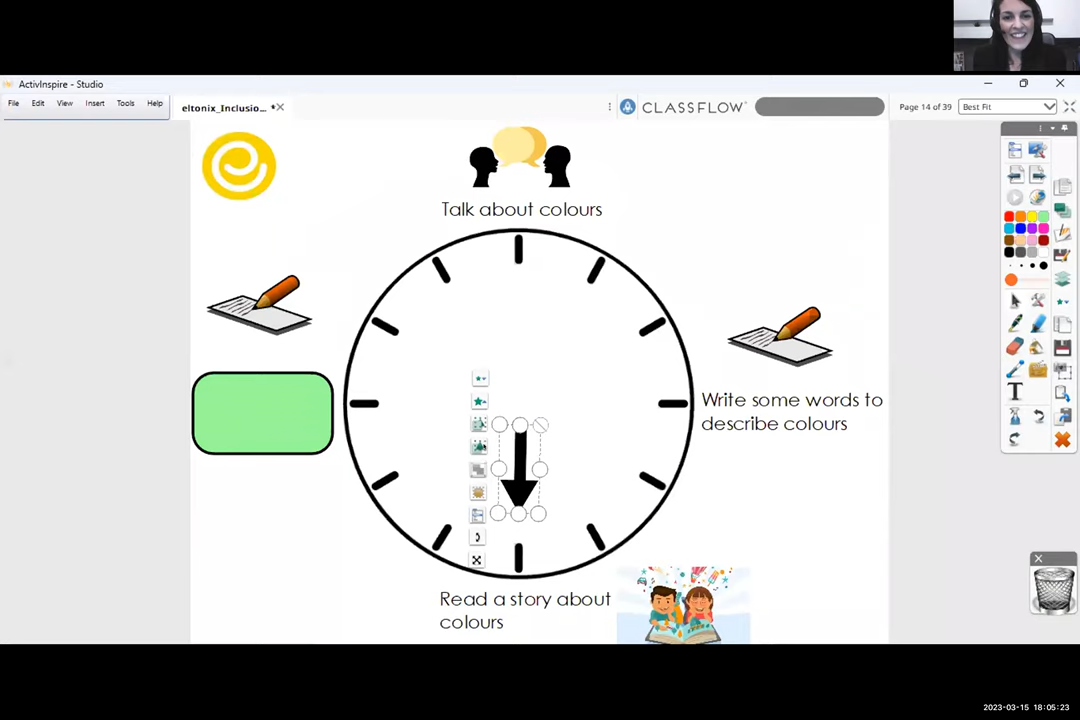 ActivInspire - Studio
File Edit View Insert Tools Help
eltonix_Inclusio... *
CLASSFLOW
Page 14 of 39
Best Fit
Talk about colours
Write some words to
describe colours
Read a story about
colours
T
2023-03-15 18:05:23